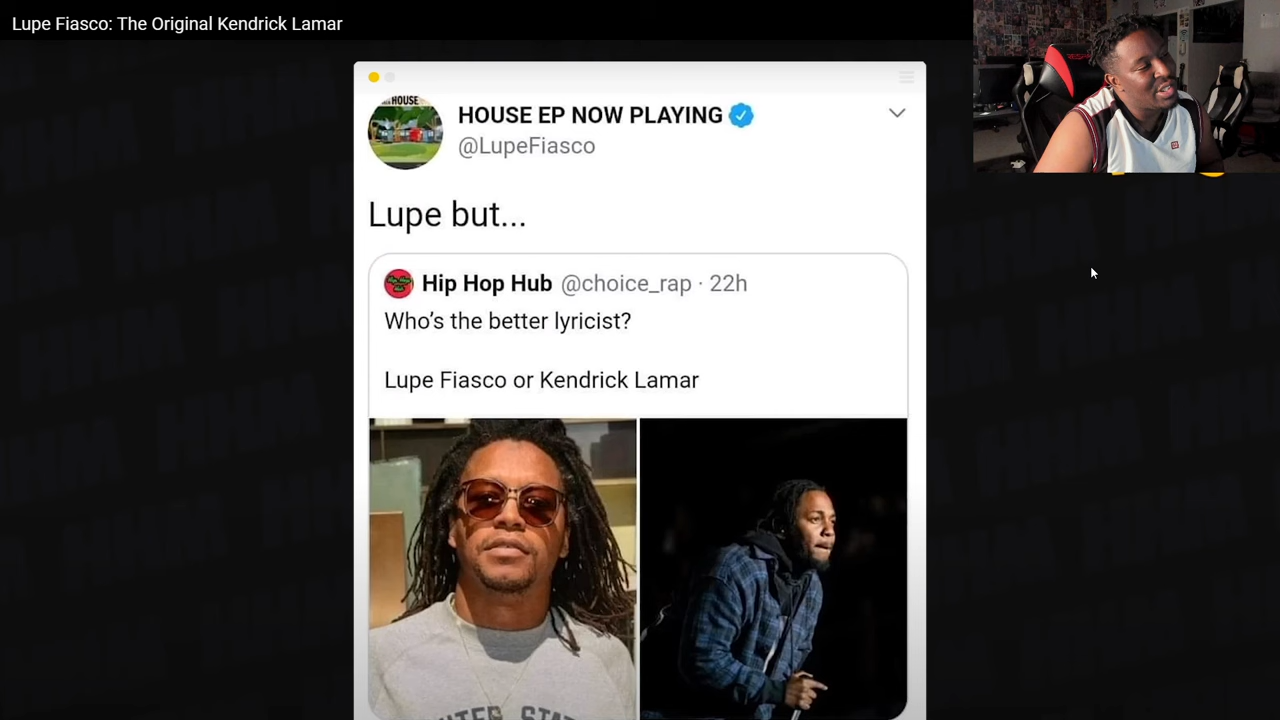 Lupe Fiasco: The Original Kendrick Lamar
HOUSE
HOUSE EP NOW PLAYING
@LupeFiasco
Lupe but...
Hip Hop Hub @choice_rap · 22h
Who’s the better lyricist?
Lupe Fiasco or Kendrick Lamar